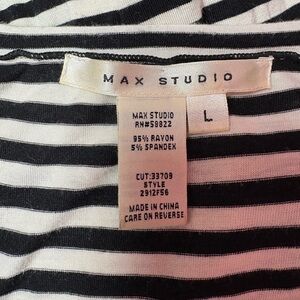 MAX STUDIO
L
MAX STUDIO
RN#59822
95% RAYON
5% SPANDEX
CUT:33709
STYLE
2912F56
MADE IN CHINA
CARE ON REVERSE